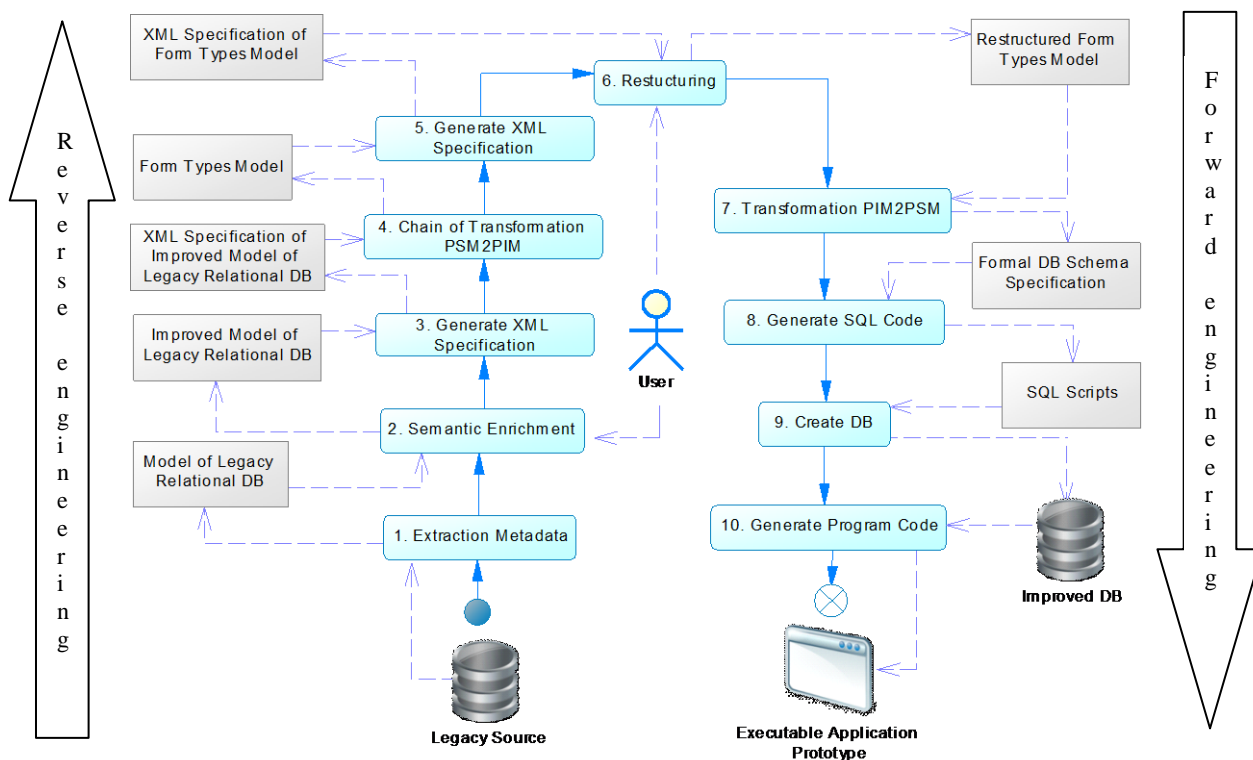 Reverse engineering
XML Specification of
Form Types Model
6. Restucturing
Restructured Form
Types Model
5. Generate XML
Specification
Form Types Model
7. Transformation PIM2PSM
4. Chain of Transformation
PSM2PIM
XML Specification of
Improved Model of
Legacy Relational DB
Formal DB Schema
Specification
8. Generate SQL Code
Improved Model of
Legacy Relational DB
3. Generate XML
Specification
User
SQL Scripts
2. Semantic Enrichment
9. Create DB
Model of Legacy
Relational DB
1. Extraction Metadata
10. Generate Program Code
Improved DB
Legacy Source
Executable Application
Prototype
Forward engineering